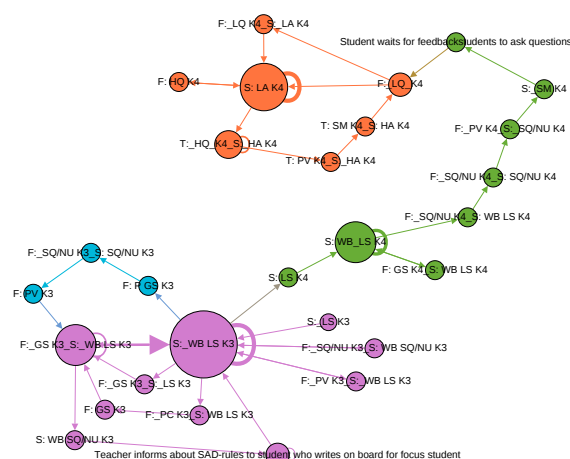 F:_LQ K4_S:_LA K4
Student waits for feedbackstudents to ask questions
F: HQ K4
S: LA K4
F:_LQ_K4
S:_SM K4
T: SM K4_S: HA K4
F:_PV K4_S:_SQ/NU K4
T:_HQ_K4_S:_HA K4
T: PV K4_S:_HA K4
F:_SQ/NU K4_S: SQ/NU K4
F:_SQ/NU K4_S: WB LS K4
S: WB_LS K4
F:_SQ/NU K3_S: SQ/NU K3
F: GS K4_S: WB LS K4
S: LS K4
F: P GS K3
F: PV K3
S:_LS K3
F:_GS K3_S:_WB LS K3
S:_WB LS K3
F:_SQ/NU K3_S: WB SQ/NU K3
F:_GS K3_S:_LS K3
F:_PV K3_S:_WB LS K3
F: GS K3
F:_PC K3_S: WB LS K3
S: WB SQ/NU K3
Teacher informs about SAD-rules to student who writes on board for focus student